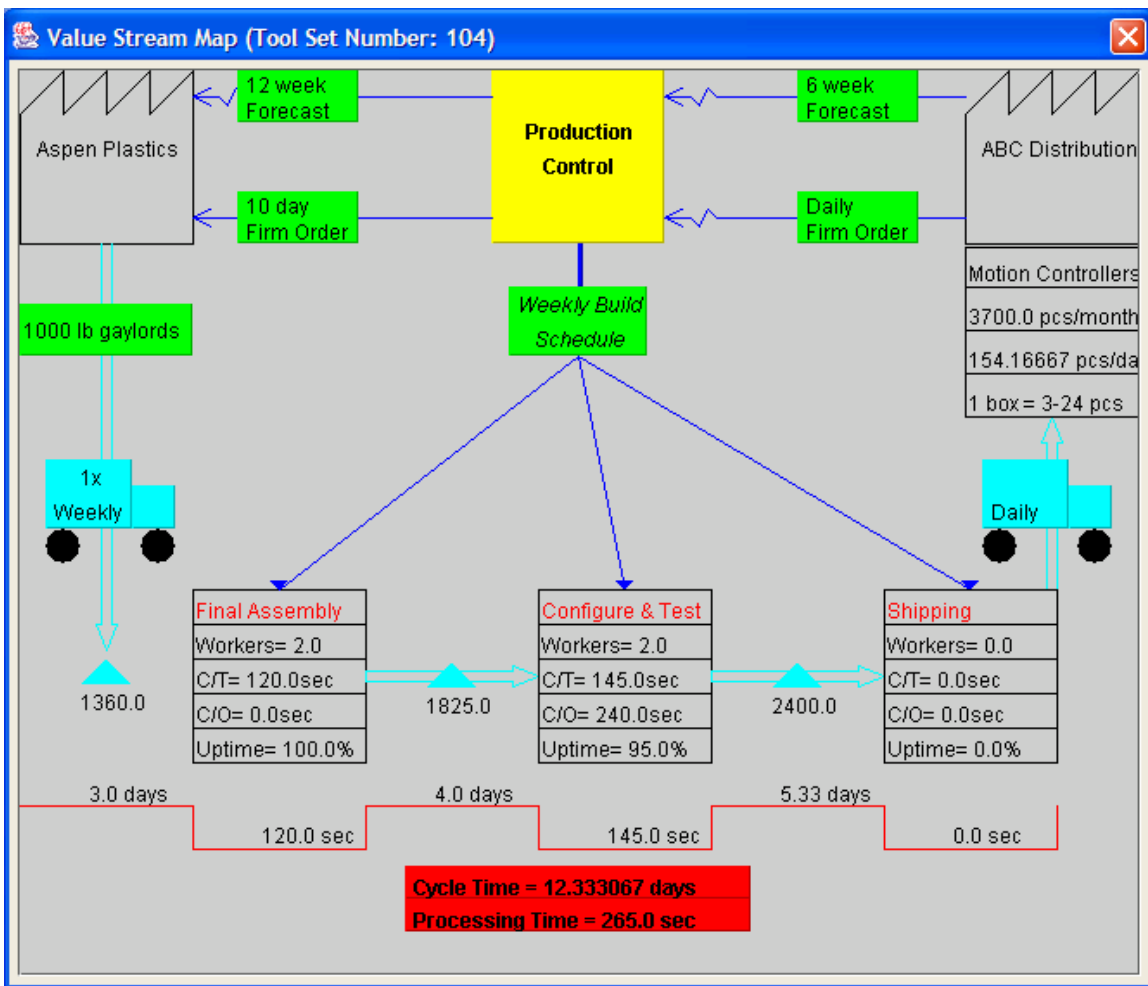 Value Stream Map (Tool Set Number: 104)
12 week
Forecast
6 week
Forecast
Production
Control
Aspen Plastics
ABC Distribution
10 day
Firm Order
Daily
Firm Order
Motion Controllers
Weekly Build
Schedule
1000 lb gaylords
3700.0 pcs/month
154.16667 pcs/da
1 box = 3-24 pcs
1x
Weekly
Daily
Final Assembly
Workers= 2.0
C/T= 120.0sec
C/O= 0.0sec
Uptime= 100.0%
Configure & Test
Workers= 2.0
C/T= 145.0sec
C/O= 240.0sec
Uptime= 95.0%
Shipping
Workers= 0.0
C/T= 0.0sec
C/O= 0.0sec
Uptime= 0.0%
1360.0
1825.0
2400.0
3.0 days
4.0 days
5.33 days
120.0 sec
145.0 sec
0.0 sec
Cycle Time = 12.333067 days
Processing Time = 265.0 sec